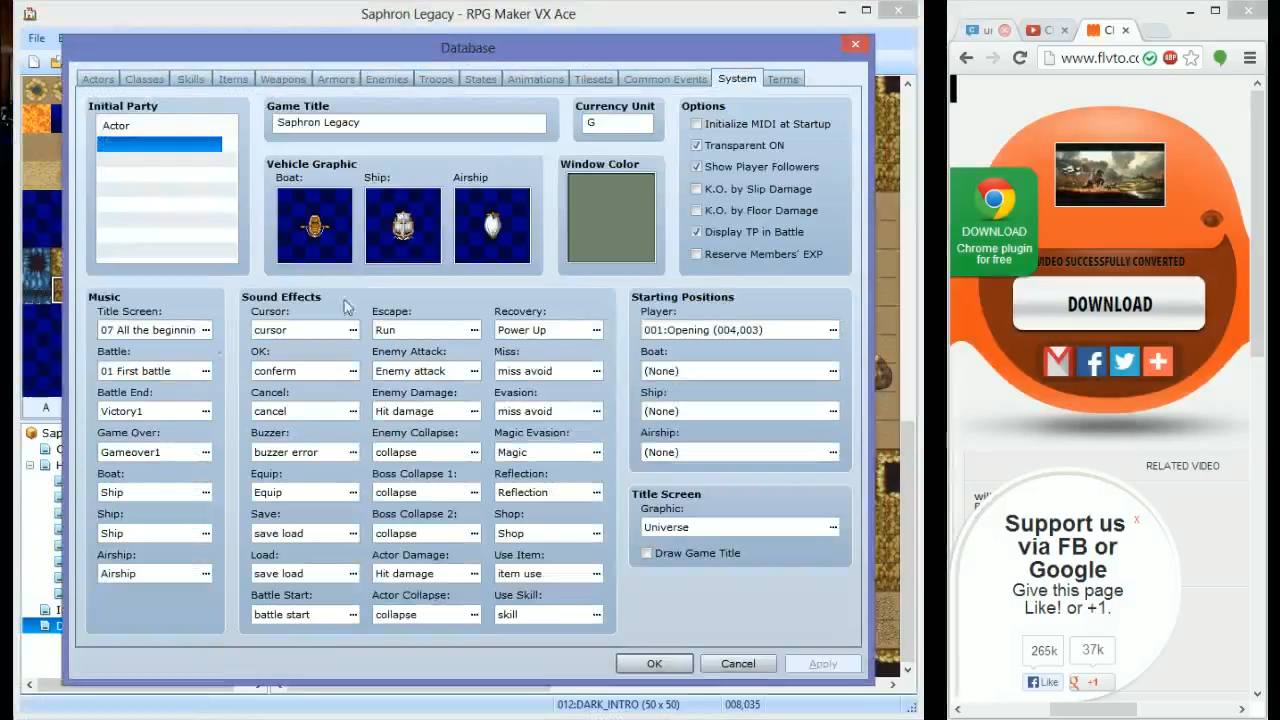 Saphron Legacy - RPG Maker VX Ace
File
Database
Actors Classes Skills Items Weapons Armors Enemies Troops States Animations Tilesets Common Events System Terms
Initial Party
Actor
Game Title
Saphron Legacy
Currency Unit
G
Vehicle Graphic
Boat: Ship: Airship
Window Color
Options
Initialize MIDI at Startup
Transparent ON
Show Player Followers
K.O. by Slip Damage
K.O. by Floor Damage
Display TP in Battle
Reserve Members' EXP
Music
Title Screen:
07 All the beginnin
Battle:
01 First battle
Battle End:
Victory1
Game Over:
Gameover1
Boat:
Ship
Ship:
Ship
Airship:
Airship
Sound Effects
Cursor:
cursor
OK:
conferm
Cancel:
cancel
Buzzer:
buzzer error
Equip:
Equip
Save:
save load
Load:
save load
Battle Start:
battle start
Escape:
Run
Enemy Attack:
Enemy attack
Enemy Damage:
Hit damage
Enemy Collapse:
collapse
Boss Collapse 1:
collapse
Boss Collapse 2:
collapse
Actor Damage:
Hit damage
Actor Collapse:
collapse
Recovery:
Power Up
Miss:
miss avoid
Evasion:
miss avoid
Magic Evasion:
Magic
Reflection:
Reflection
Shop:
Shop
Use Item:
item use
Use Skill:
skill
Starting Positions
Player:
001:Opening (004,003)
Boat:
(None)
Ship:
(None)
Airship:
(None)
Title Screen
Graphic:
Universe
Draw Game Title
OK Cancel Apply
A
012:DARK_INTRO (50 x 50) 008,035
www.flvto.cc
DOWNLOAD
Chrome plugin
for free
VIDEO SUCCESSFULLY CONVERTED
DOWNLOAD
RELATED VIDEO
Support us
via FB or
Google
x
Give this page
Like! or +1.
265k 37k
Like +1